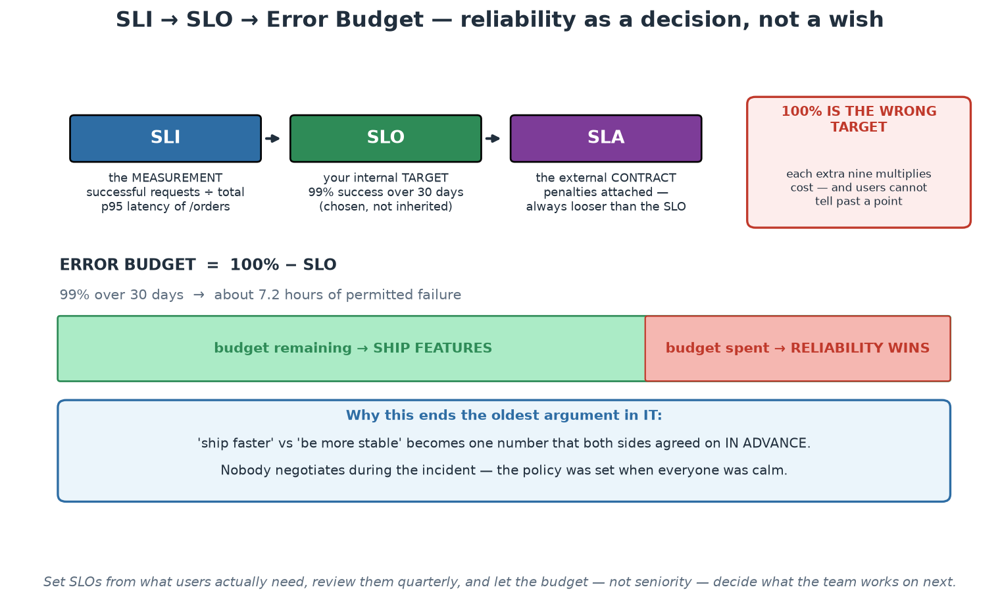 SLI → SLO → Error Budget — reliability as a decision, not a wish
SLI
the MEASUREMENT
successful requests ÷ total
p95 latency of /orders
SLO
your internal TARGET
99% success over 30 days
(chosen, not inherited)
SLA
the external CONTRACT
penalties attached —
always looser than the SLO
100% IS THE WRONG
TARGET
each extra nine multiplies
cost — and users cannot
tell past a point
ERROR BUDGET = 100% − SLO
99% over 30 days → about 7.2 hours of permitted failure
budget remaining → SHIP FEATURES
budget spent → RELIABILITY WINS
Why this ends the oldest argument in IT:
'ship faster' vs 'be more stable' becomes one number that both sides agreed on IN ADVANCE.
Nobody negotiates during the incident — the policy was set when everyone was calm.
Set SLOs from what users actually need, review them quarterly, and let the budget — not seniority — decide what the team works on next.